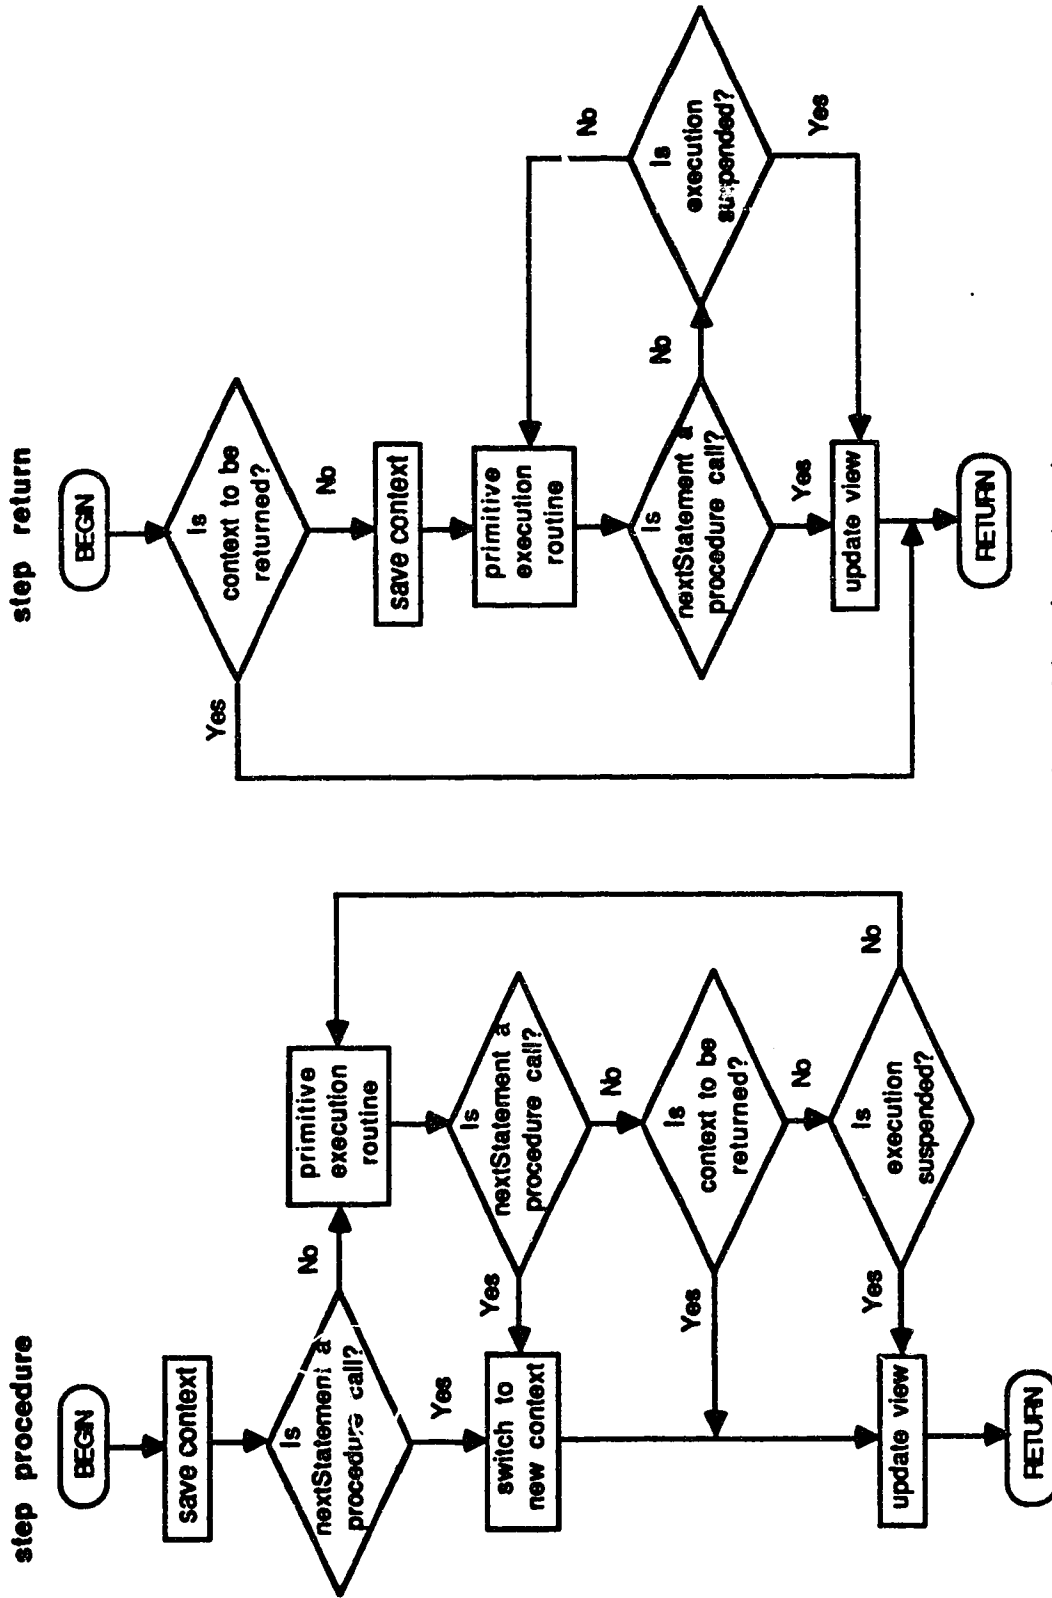 step procedure
BEGIN
save context
Is
nextStatement a
procedure call?
No
Yes
primitive
execution
routine
Is
nextStatement a
procedure call?
Yes
No
switch to
new context
Is
context to be
returned?
Yes
No
Is
execution
suspended?
Yes
No
update view
RETURN
step return
BEGIN
Is
context to be
returned?
Yes
No
save context
primitive
execution
routine
Is
nextStatement a
procedure call?
No
Yes
Is
execution
suspended?
No
Yes
update view
RETURN